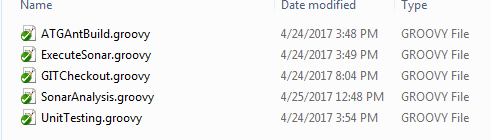 Name Date modified Type
ATGAntBuild.groovy 4/24/2017 3:48 PM GROOVY File
ExecuteSonar.groovy 4/24/2017 3:49 PM GROOVY File
GITCheckout.groovy 4/24/2017 8:04 PM GROOVY File
SonarAnalysis.groovy 4/25/2017 12:48 PM GROOVY File
UnitTesting.groovy 4/24/2017 3:54 PM GROOVY File